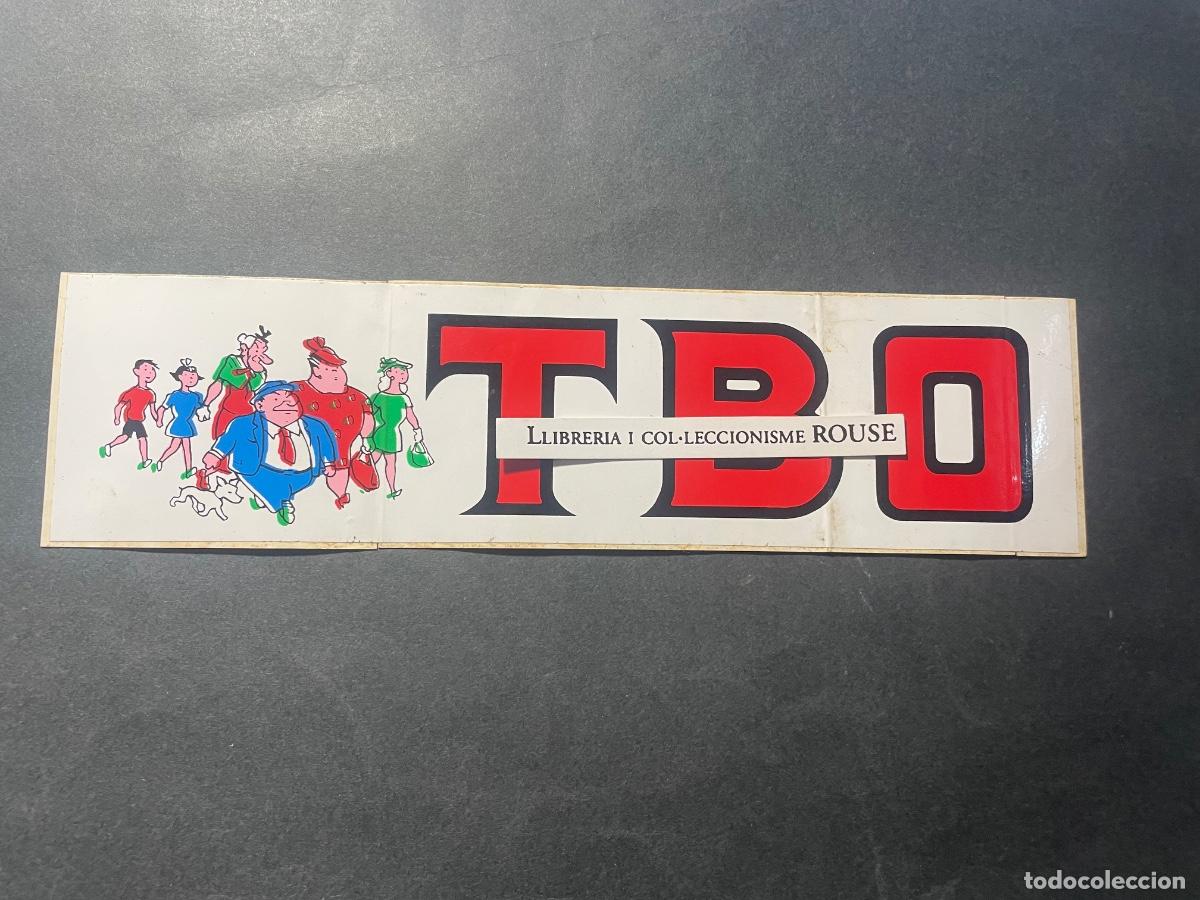 TBO
LLIBRERIA I COL·LECCIONISME ROUSE
todocoleccion